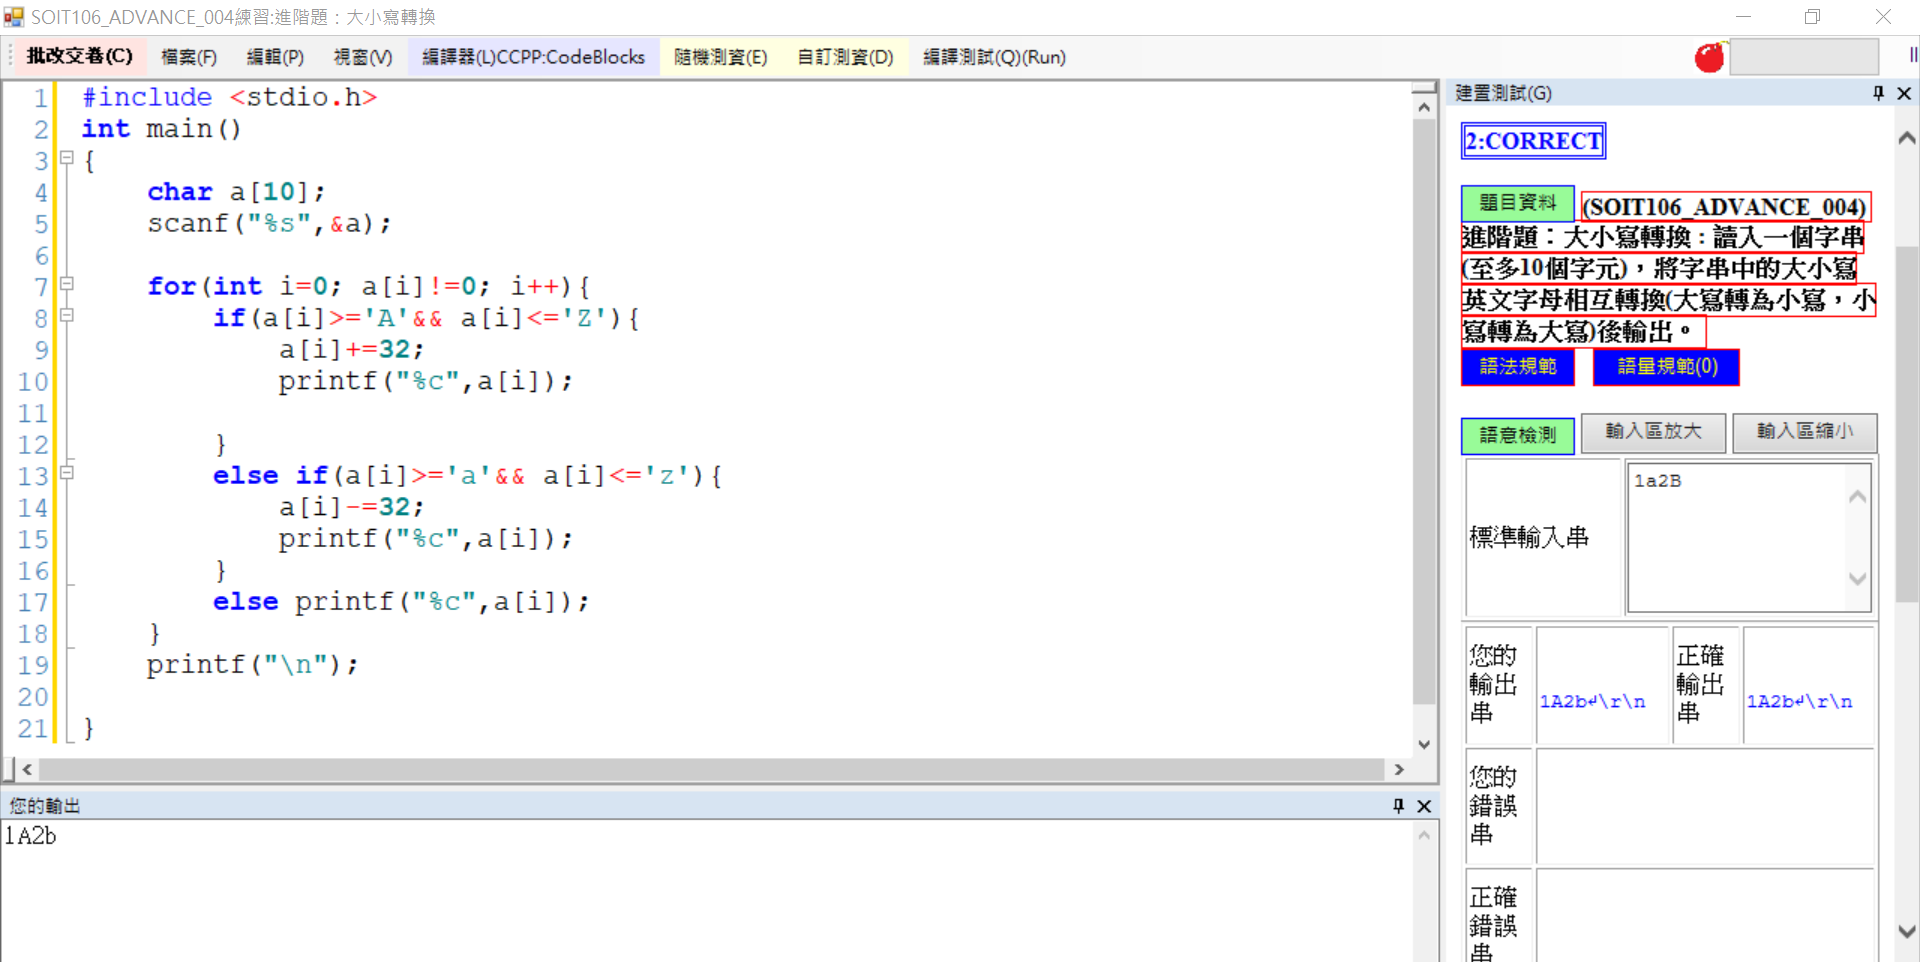 SOIT106_ADVANCE_004練習:進階題：大小寫轉換
批改交卷(C) 檔案(F) 編輯(P) 視窗(V) 編譯器(L)CCPP:CodeBlocks 隨機測資(E) 自訂測資(D) 編譯測試(Q)(Run)
1 #include <stdio.h>
2 int main()
3 {
4     char a[10];
5     scanf("%s",&a);
6
7     for(int i=0; a[i]!=0; i++){
8         if(a[i]>='A'&& a[i]<='Z'){
9             a[i]+=32;
10             printf("%c",a[i]);
11
12         }
13         else if(a[i]>='a'&& a[i]<='z'){
14             a[i]-=32;
15             printf("%c",a[i]);
16         }
17         else printf("%c",a[i]);
18     }
19     printf("\n");
20
21 }
您的輸出
1A2b
建置測試(G)
2:CORRECT
題目資料 (SOIT106_ADVANCE_004)
進階題：大小寫轉換：讀入一個字串
(至多10個字元)，將字串中的大小寫
英文字母相互轉換(大寫轉為小寫，小
寫轉為大寫)後輸出。
語法規範 語量規範(0)
語意檢測 輸入區放大 輸入區縮小
標準輸入串
1a2B
您的
輸出
串
1A2b↲\r\n
正確
輸出
串
1A2b↲\r\n
您的
錯誤
串
正確
錯誤
串